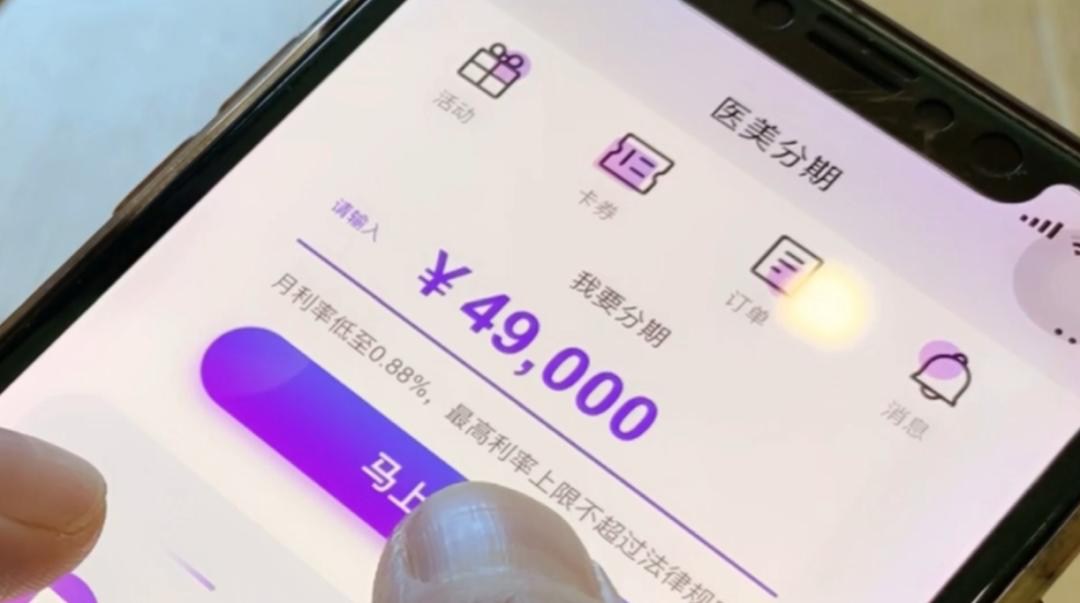 医美分期
活动
卡券
订单
消息
我要分期
请输入
¥49,000
月利率低至0.88%，最高利率上限不超过法律规
马上